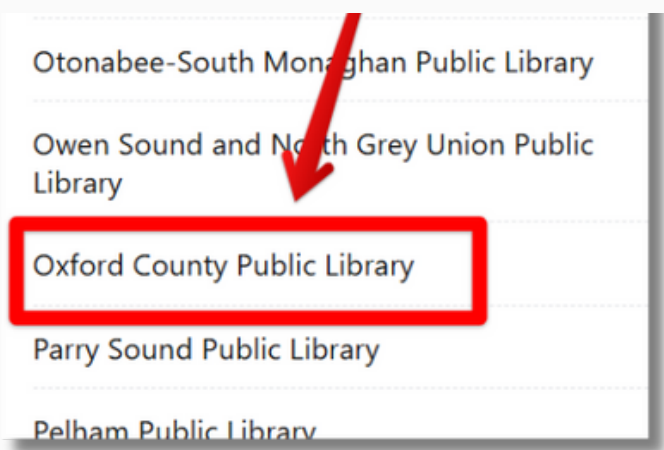 Otonabee-South Monaghan Public Library
Owen Sound and North Grey Union Public
Library
Oxford County Public Library
Parry Sound Public Library
Pelham Public Library